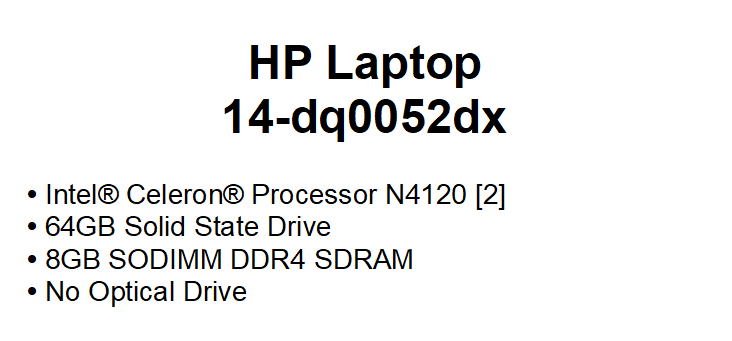 HP Laptop
14-dq0052dx
• Intel® Celeron® Processor N4120 [2]
• 64GB Solid State Drive
• 8GB SODIMM DDR4 SDRAM
• No Optical Drive